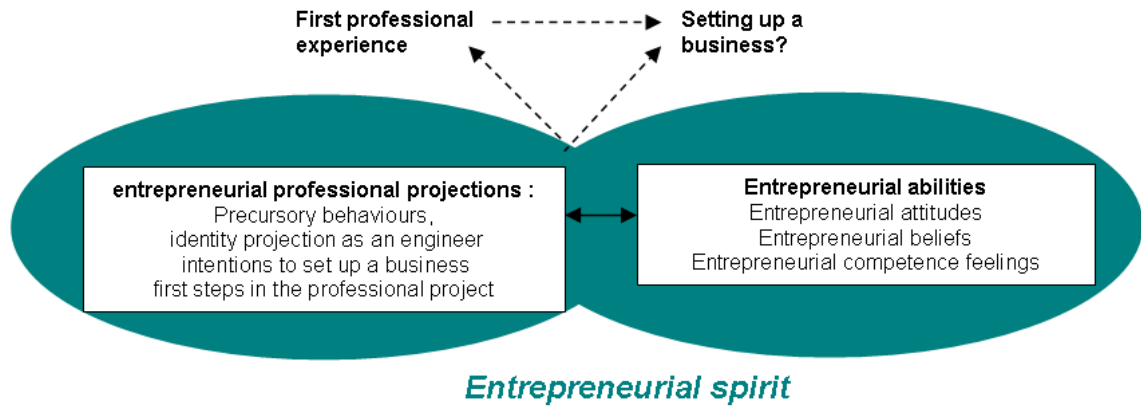 First professional
experience
Setting up a
business?
entrepreneurial professional projections :
Precursory behaviours,
identity projection as an engineer
intentions to set up a business
first steps in the professional project
Entrepreneurial abilities
Entrepreneurial attitudes
Entrepreneurial beliefs
Entrepreneurial competence feelings
Entrepreneurial spirit